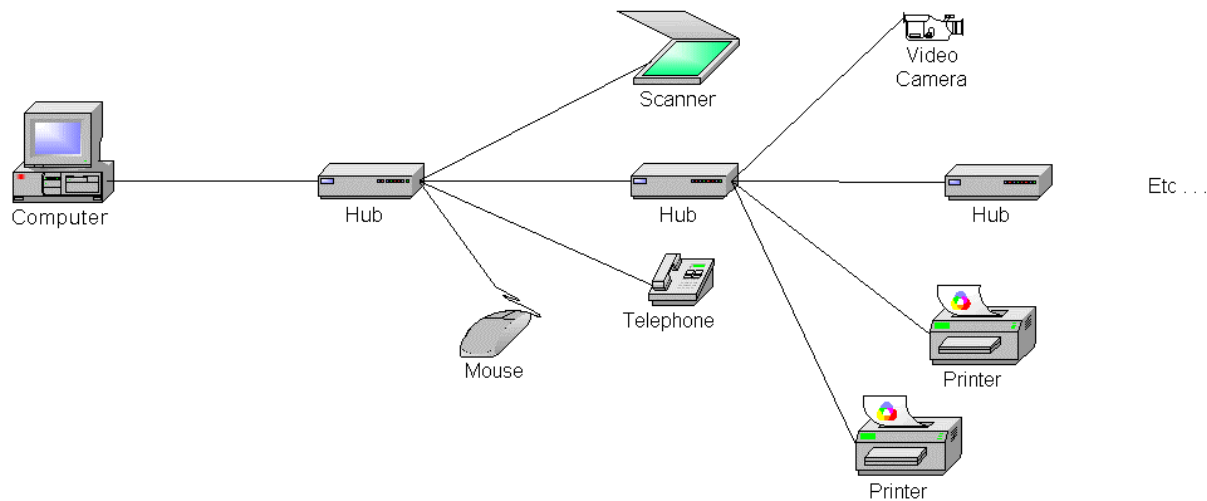 Video
Camera
Scanner
Computer
Hub
Hub
Hub
Etc . . .
Telephone
Mouse
Printer
Printer